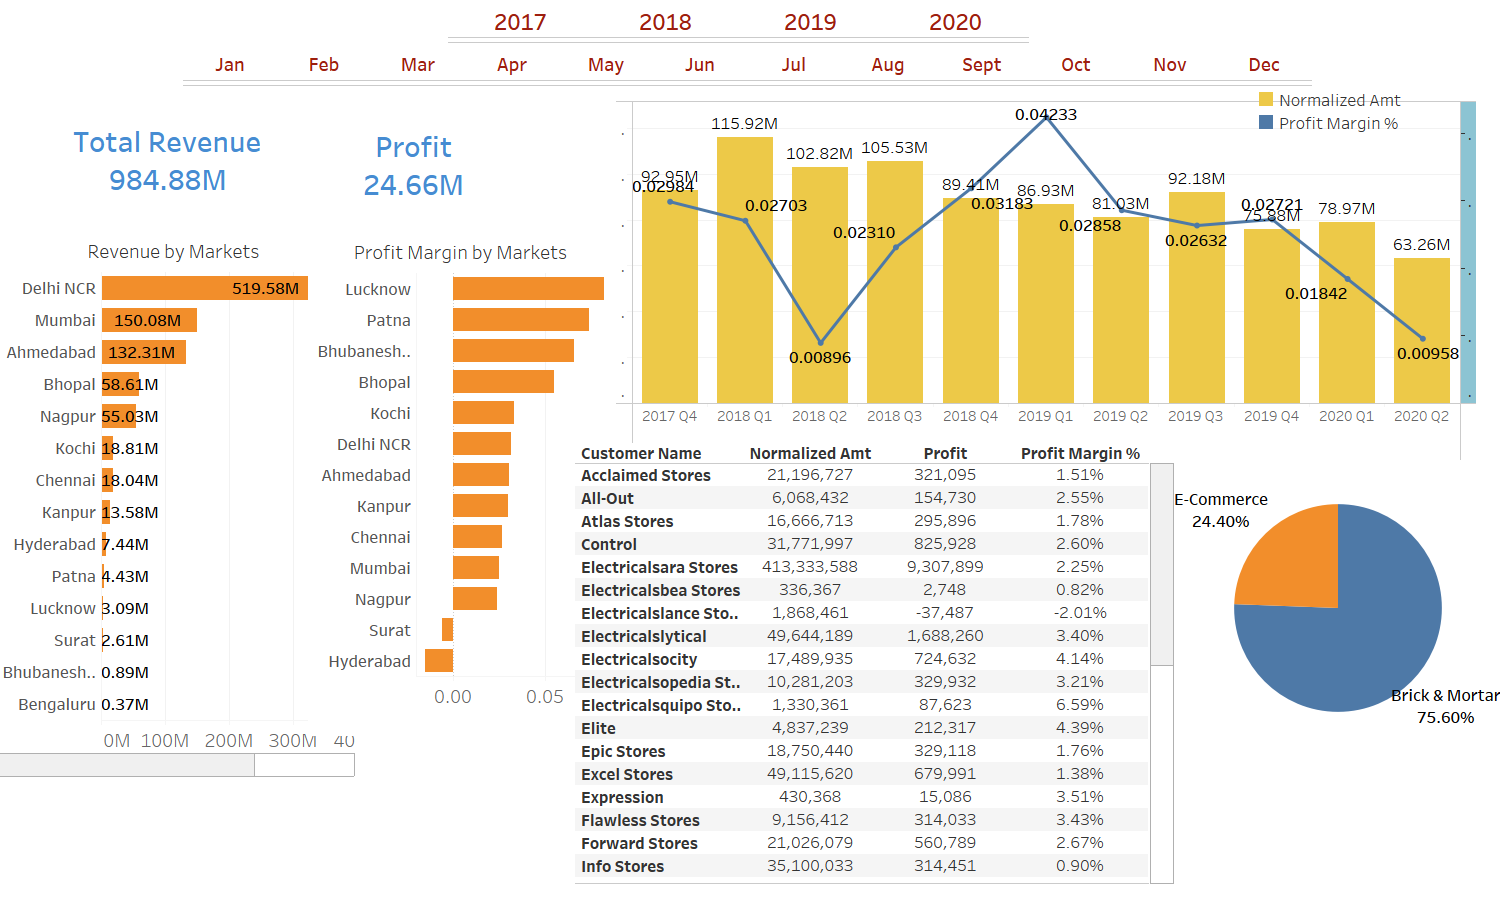 2017 2018 2019 2020
Jan Feb Mar Apr May Jun Jul Aug Sept Oct Nov Dec
Total Revenue
984.88M
Profit
24.66M
Revenue by Markets
Delhi NCR 519.58M
Mumbai 150.08M
Ahmedabad 132.31M
Bhopal 58.61M
Nagpur 55.03M
Kochi 18.81M
Chennai 18.04M
Kanpur 13.58M
Hyderabad 7.44M
Patna 4.43M
Lucknow 3.09M
Surat 2.61M
Bhubanesh.. 0.89M
Bengaluru 0.37M
0M 100M 200M 300M 40
Profit Margin by Markets
Lucknow
Patna
Bhubanesh..
Bhopal
Kochi
Delhi NCR
Ahmedabad
Kanpur
Chennai
Mumbai
Nagpur
Surat
Hyderabad
0.00 0.05
Normalized Amt
Profit Margin %
92.95M 115.92M 102.82M 105.53M 89.41M 86.93M 81.03M 92.18M 75.88M 78.97M 63.26M
0.02984 0.02703 0.00896 0.02310 0.03183 0.04233 0.02858 0.02632 0.02721 0.01842 0.00958
2017 Q4 2018 Q1 2018 Q2 2018 Q3 2018 Q4 2019 Q1 2019 Q2 2019 Q3 2019 Q4 2020 Q1 2020 Q2
Customer Name Normalized Amt Profit Profit Margin %
Acclaimed Stores 21,196,727 321,095 1.51%
All-Out 6,068,432 154,730 2.55%
Atlas Stores 16,666,713 295,896 1.78%
Control 31,771,997 825,928 2.60%
Electricalsara Stores 413,333,588 9,307,899 2.25%
Electricalsbea Stores 336,367 2,748 0.82%
Electricalslance Sto.. 1,868,461 -37,487 -2.01%
Electricalslytical 49,644,189 1,688,260 3.40%
Electricalsocity 17,489,935 724,632 4.14%
Electricalsopedia St.. 10,281,203 329,932 3.21%
Electricalsquipo Sto.. 1,330,361 87,623 6.59%
Elite 4,837,239 212,317 4.39%
Epic Stores 18,750,440 329,118 1.76%
Excel Stores 49,115,620 679,991 1.38%
Expression 430,368 15,086 3.51%
Flawless Stores 9,156,412 314,033 3.43%
Forward Stores 21,026,079 560,789 2.67%
Info Stores 35,100,033 314,451 0.90%
E-Commerce
24.40%
Brick & Mortar
75.60%